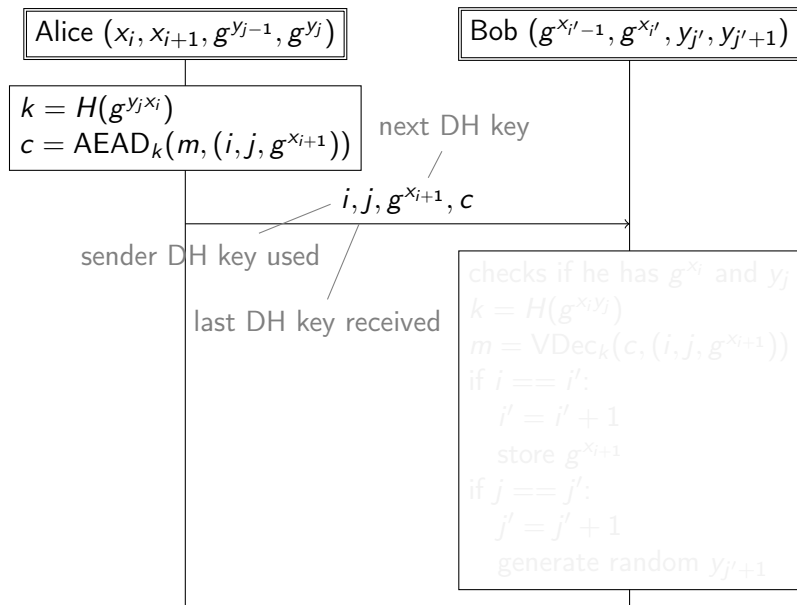 Alice (x_i, x_{i+1}, g^{y_{j-1}}, g^{y_j})
Bob (g^{x_{i'-1}}, g^{x_{i'}}, y_{j'}, y_{j'+1})
k = H(g^{y_j x_i})
c = AEAD_k(m, (i, j, g^{x_{i+1}}))
next DH key
i, j, g^{x_{i+1}}, c
sender DH key used
last DH key received
checks if he has g^{x_i} and y_j
k = H(g^{x_i y_j})
m = VDec_k(c, (i, j, g^{x_{i+1}}))
if i == i':
i' = i' + 1
store g^{x_{i+1}}
if j == j':
j' = j' + 1
generate random y_{j'+1}